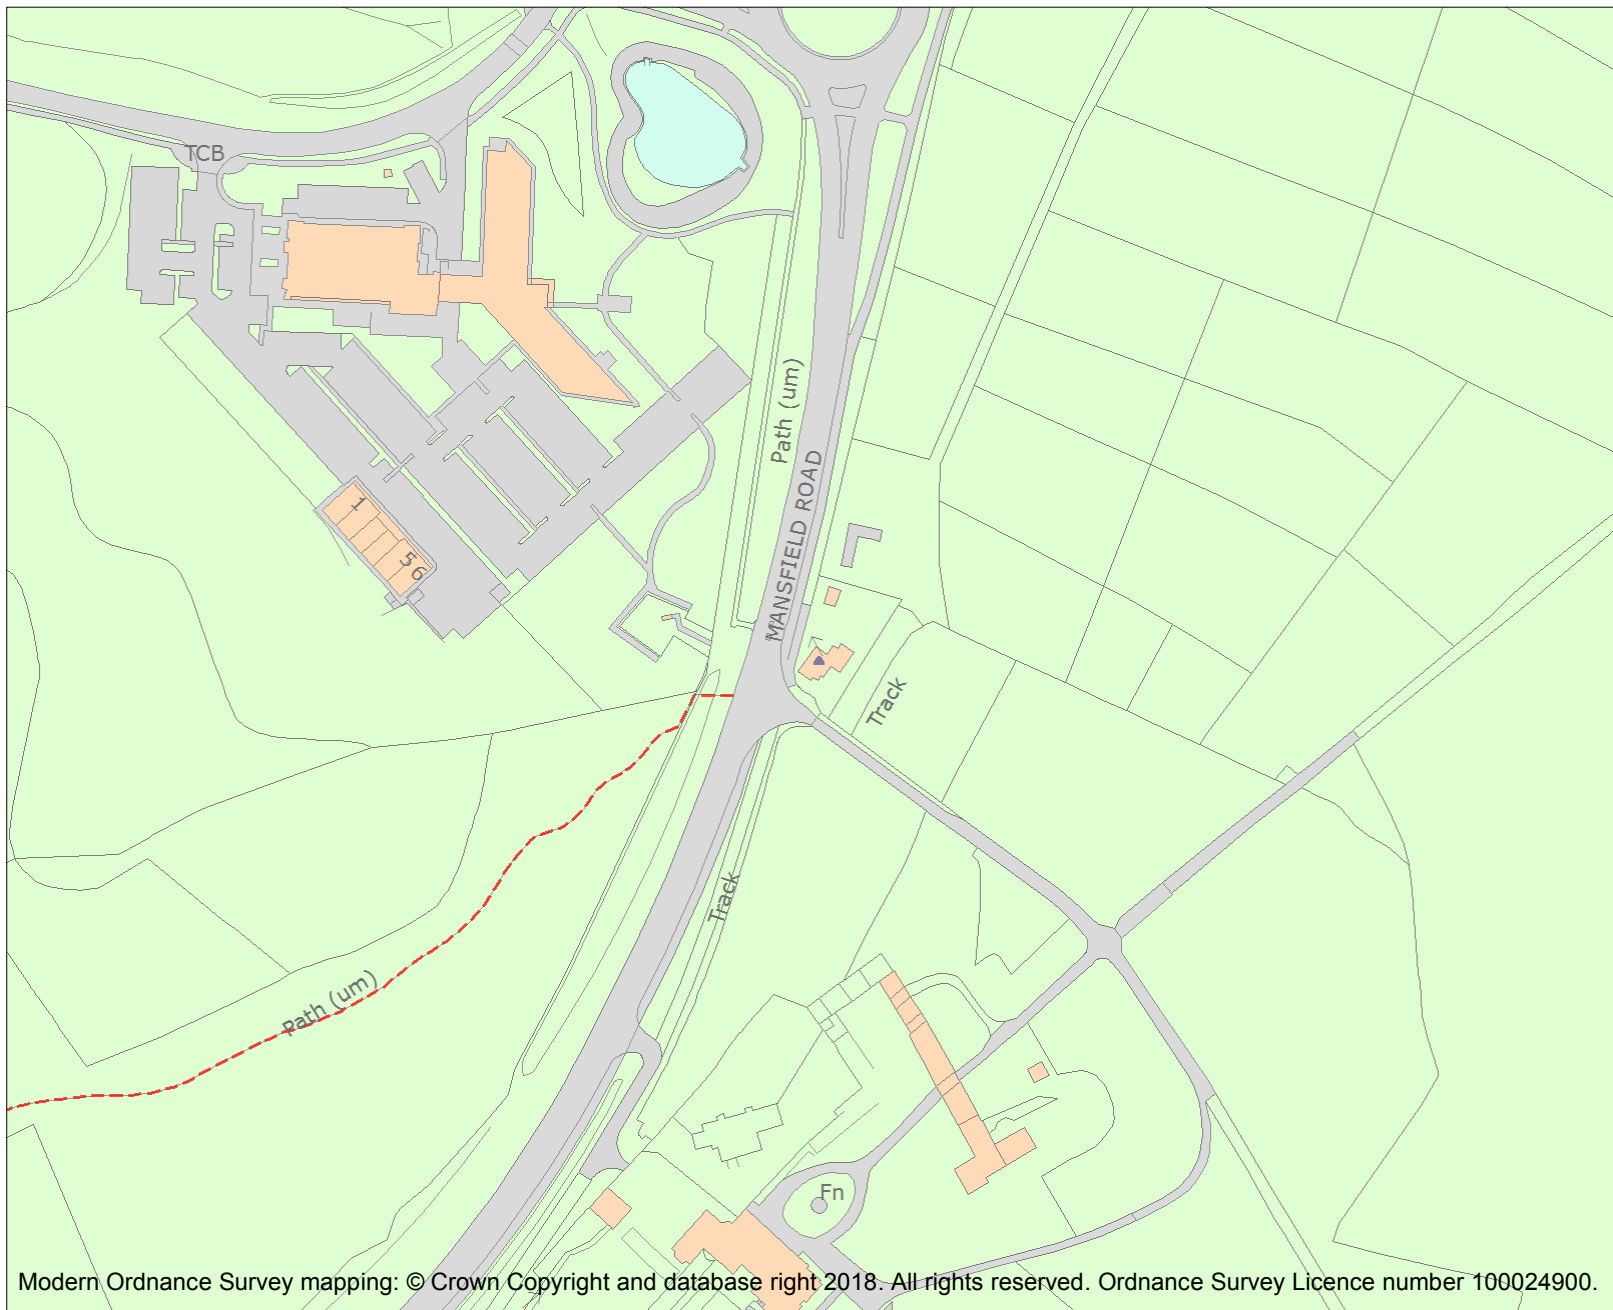 TCB
Path (um)
MANSFIELD ROAD
1
5 6
Track
Track
Path (um)
Fn
Modern Ordnance Survey mapping: © Crown Copyright and database right 2018. All rights reserved. Ordnance Survey Licence number 100024900.